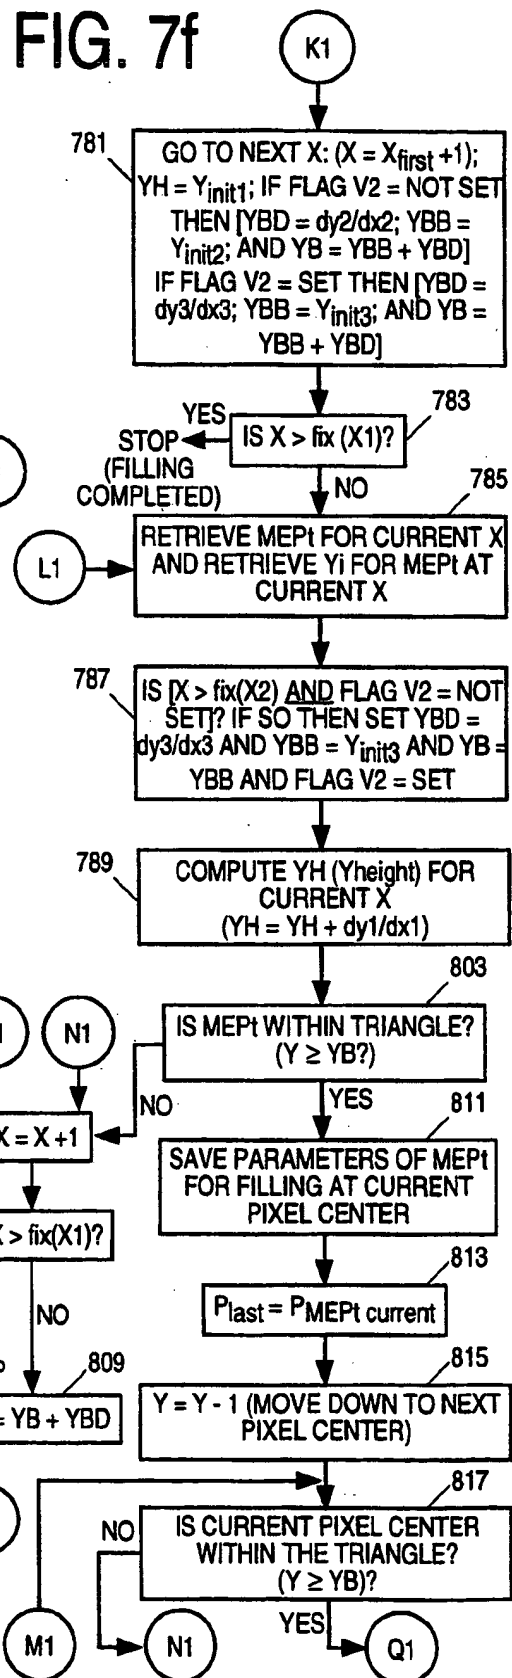 FIG. 7f
K1
781
GO TO NEXT X: (X = Xfirst +1);
YH = Yinit1; IF FLAG V2 = NOT SET
THEN [YBD = dy2/dx2; YBB =
Yinit2; AND YB = YBB + YBD]
IF FLAG V2 = SET THEN [YBD =
dy3/dx3; YBB = Yinit3; AND YB =
YBB + YBD]
783
YES
IS X > fix (X1)?
STOP
(FILLING
COMPLETED)
NO
785
L1
RETRIEVE MEPt FOR CURRENT X
AND RETRIEVE Yi FOR MEPt AT
CURRENT X
787
IS [X > fix(X2) AND FLAG V2 = NOT
SET]? IF SO THEN SET YBD =
dy3/dx3 AND YBB = Yinit3 AND YB =
YBB AND FLAG V2 = SET
789
COMPUTE YH (Yheight) FOR
CURRENT X
(YH = YH + dy1/dx1)
803
N1
IS MEPt WITHIN TRIANGLE?
(Y ≥ YB?)
NO
YES
811
X = X +1
SAVE PARAMETERS OF MEPt
FOR FILLING AT CURRENT
PIXEL CENTER
X > fix(X1)?
813
NO
Plast = PMEPt current
809
= YB + YBD
815
Y = Y - 1 (MOVE DOWN TO NEXT
PIXEL CENTER)
817
NO
IS CURRENT PIXEL CENTER
WITHIN THE TRIANGLE?
(Y ≥ YB)?
YES
M1
N1
Q1